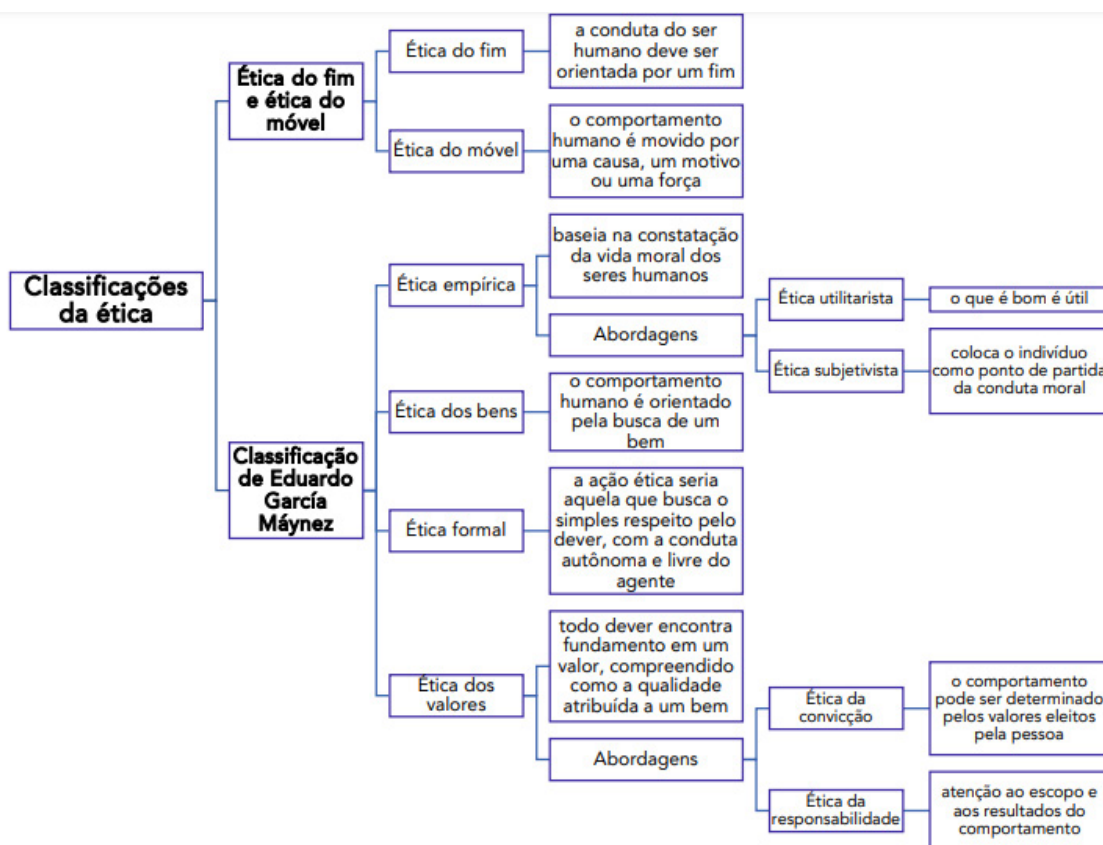 Classificações
da ética
Ética do fim
e ética do
móvel
Ética do fim
a conduta do ser
humano deve ser
orientada por um fim
Ética do móvel
o comportamento
humano é movido por
uma causa, um motivo
ou uma força
Classificação
de Eduardo
García
Máynez
Ética empírica
baseia na constatação
da vida moral dos
seres humanos
Abordagens
Ética utilitarista
o que é bom é útil
Ética subjetivista
coloca o indivíduo
como ponto de partida
da conduta moral
Ética dos bens
o comportamento
humano é orientado
pela busca de um
bem
Ética formal
a ação ética seria
aquela que busca o
simples respeito pelo
dever, com a conduta
autônoma e livre do
agente
Ética dos
valores
todo dever encontra
fundamento em um
valor, compreendido
como a qualidade
atribuída a um bem
Abordagens
Ética da
convicção
o comportamento
pode ser determinado
pelos valores eleitos
pela pessoa
Ética da
responsabilidade
atenção ao escopo e
aos resultados do
comportamento